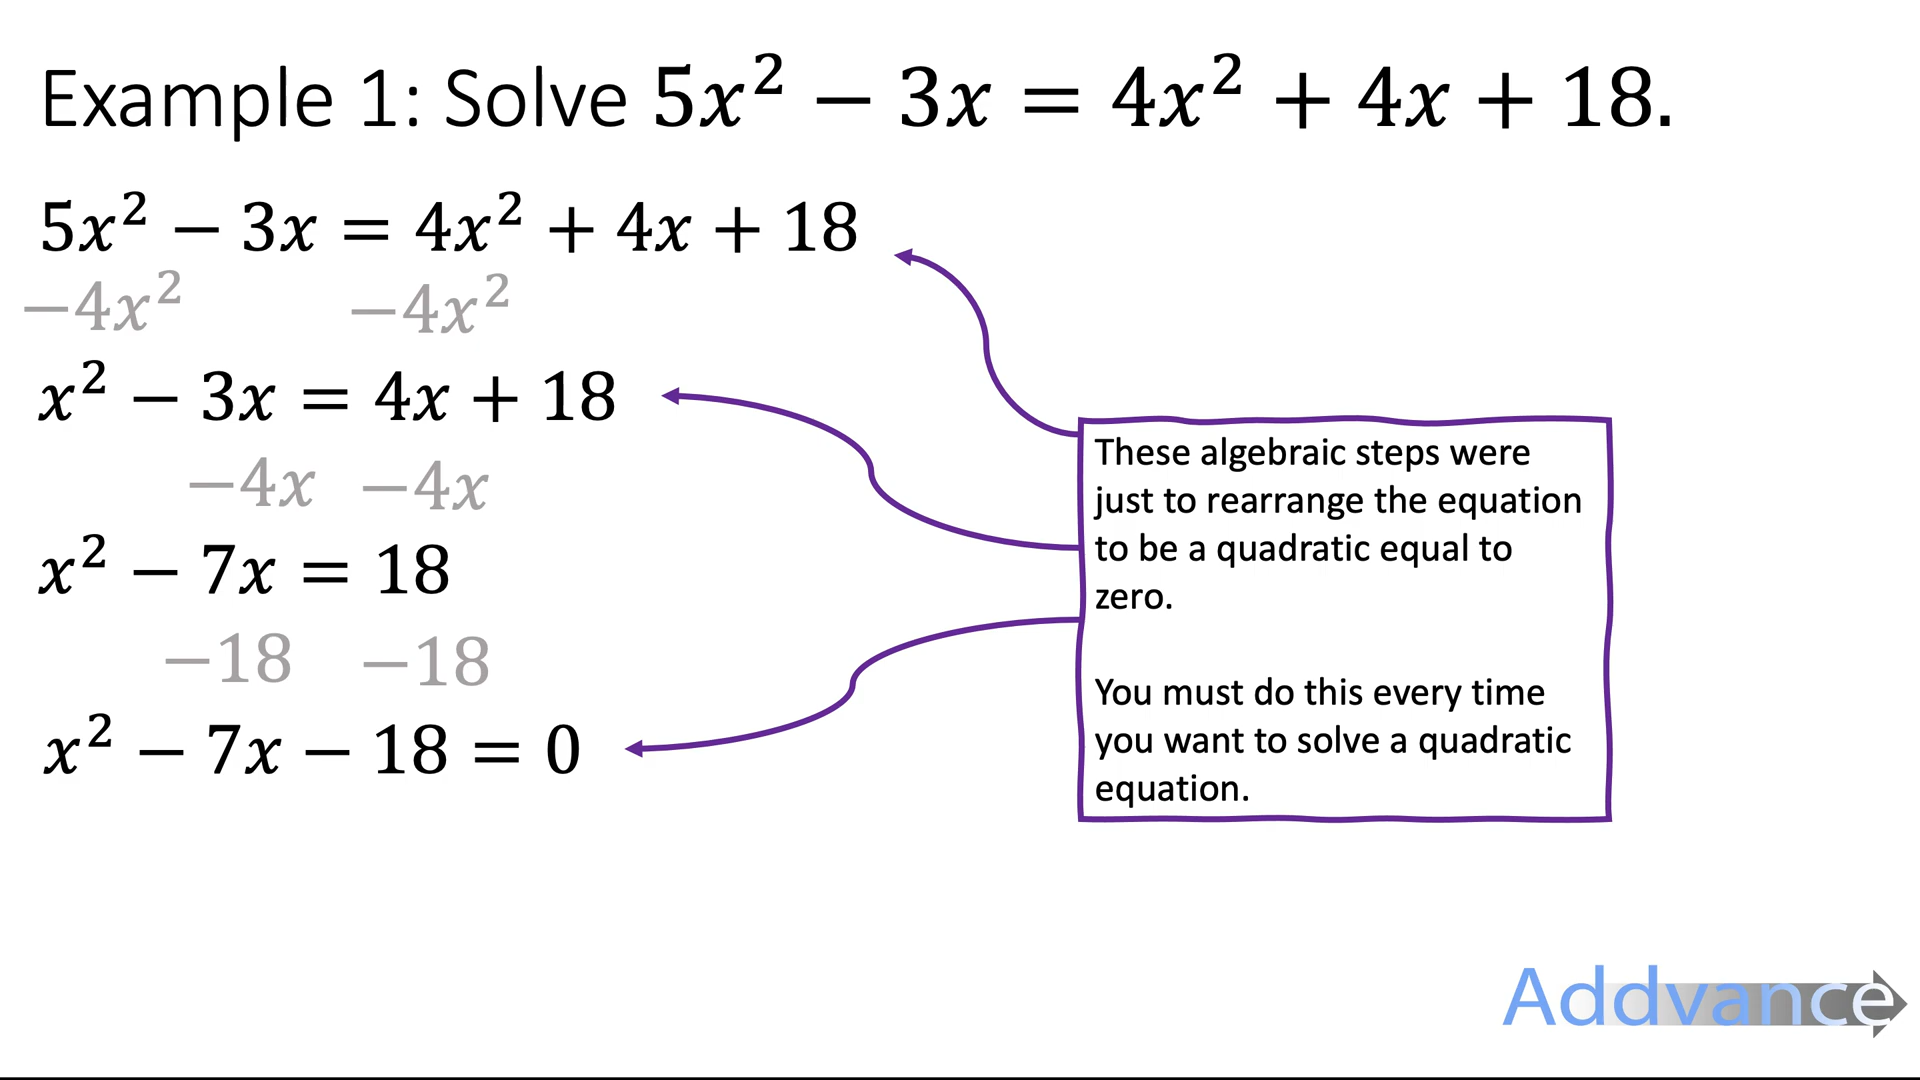 Example 1: Solve 5x² − 3x = 4x² + 4x + 18.
5x² − 3x = 4x² + 4x + 18
−4x² −4x²
x² − 3x = 4x + 18
−4x −4x
x² − 7x = 18
−18 −18
x² − 7x − 18 = 0
These algebraic steps were
just to rearrange the equation
to be a quadratic equal to
zero.
You must do this every time
you want to solve a quadratic
equation.
Addvance